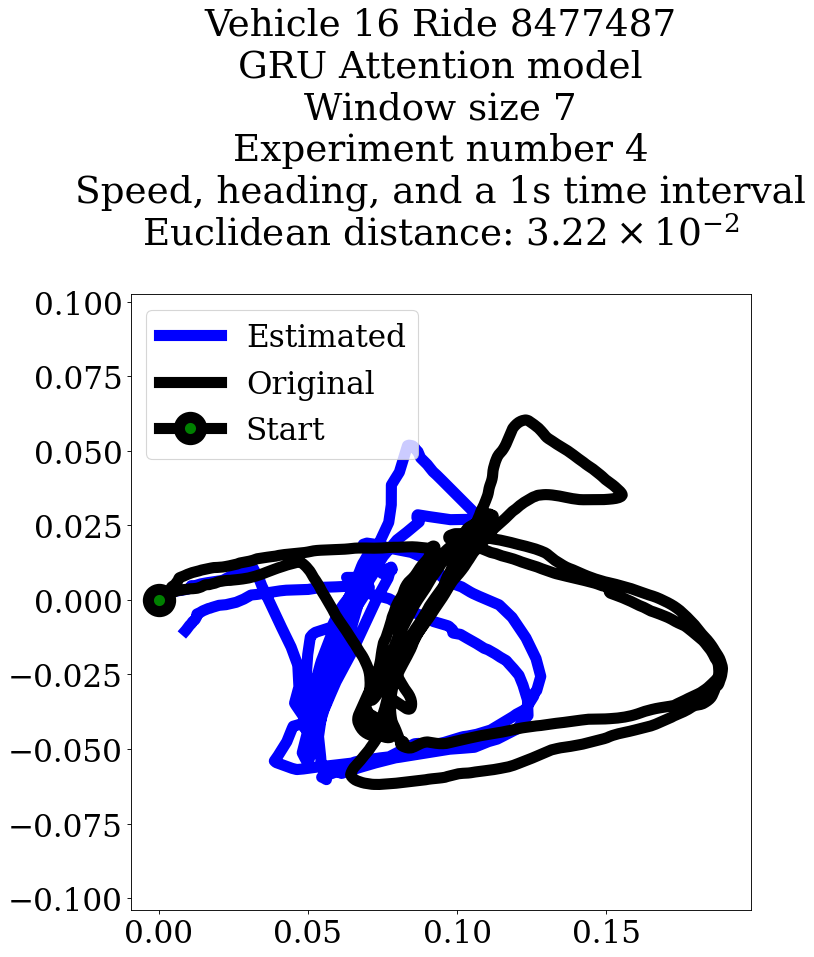 Vehicle 16 Ride 8477487
GRU Attention model
Window size 7
Experiment number 4
Speed, heading, and a 1s time interval
Euclidean distance: 3.22 × 10⁻²
0.100
Estimated
0.075
Original
Start
0.050
0.025
0.000
−0.025
−0.050
−0.075
−0.100
0.00 0.05 0.10 0.15